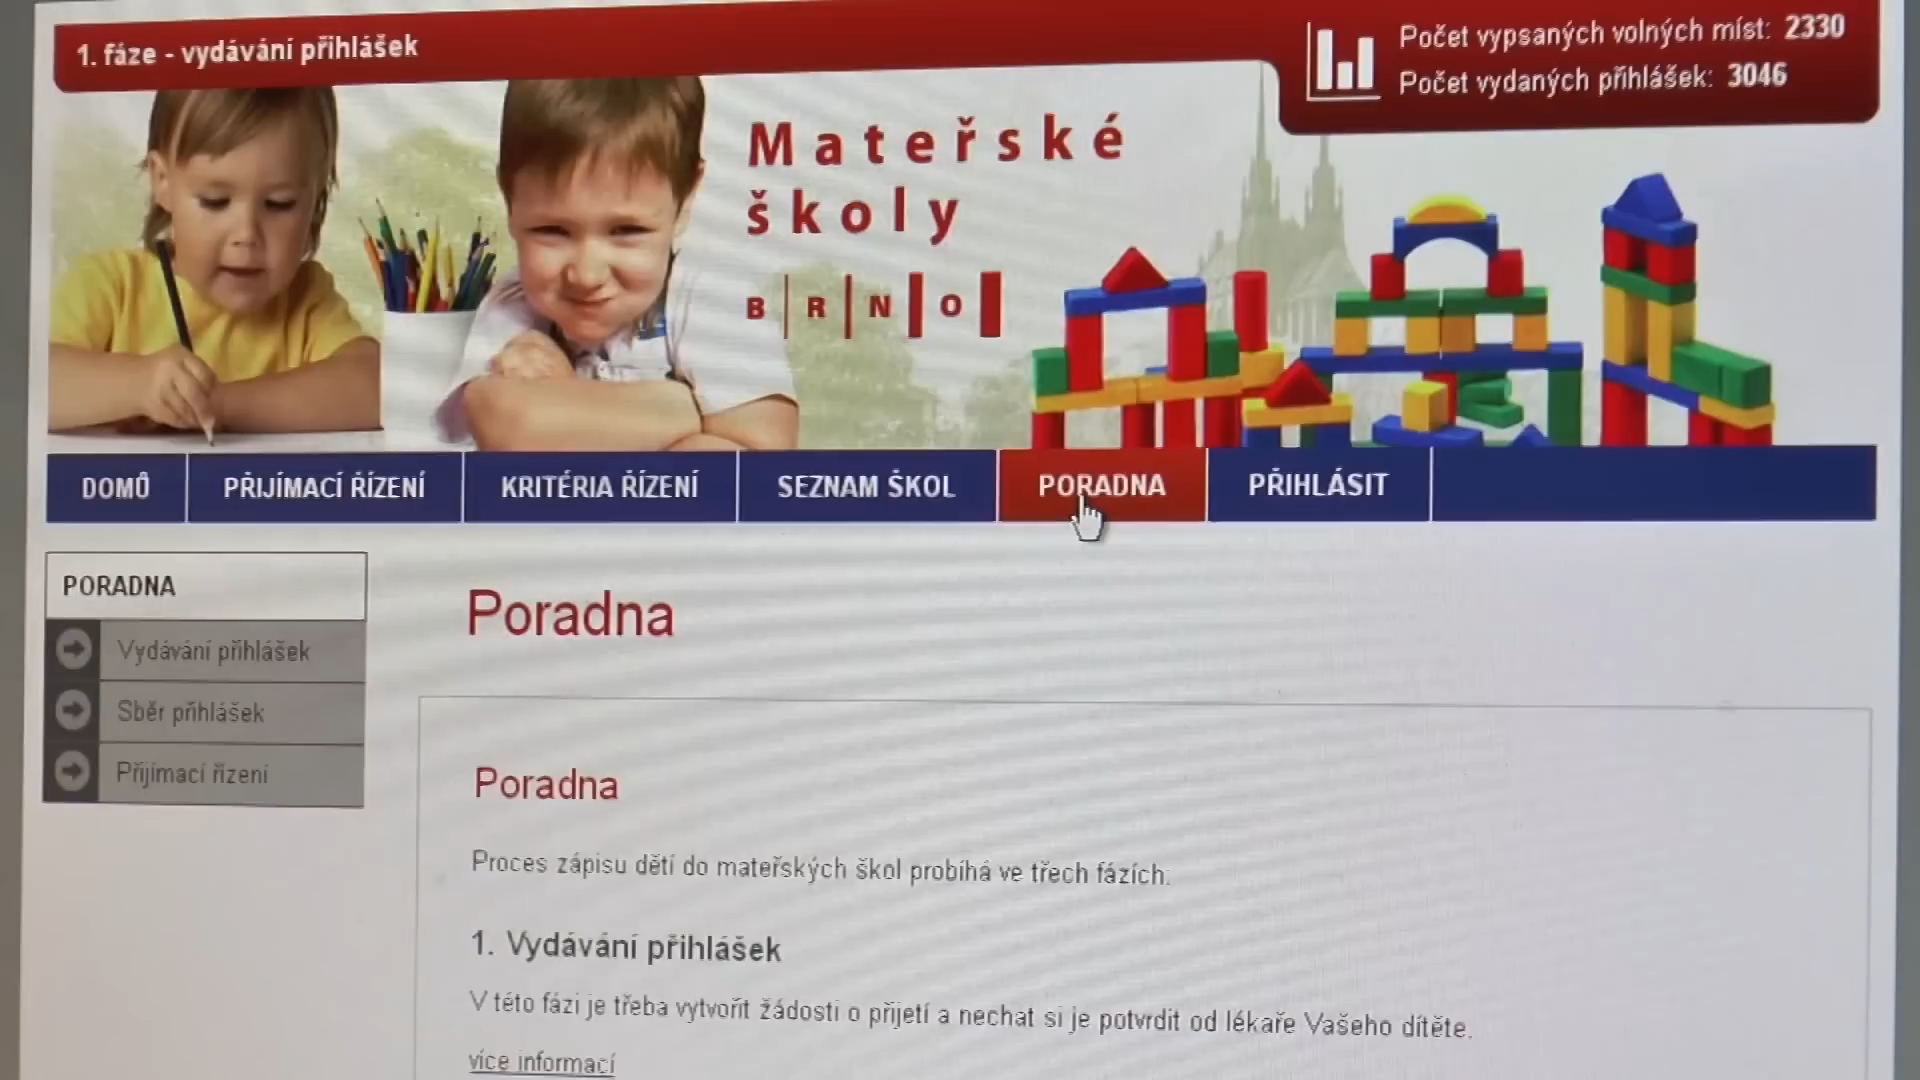 1. fáze - vydávání přihlášek
Počet vypsaných volných míst: 2330
Počet vydaných přihlášek: 3046
Mateřské
školy
BRNO
DOMŮ PŘIJÍMACÍ ŘÍZENÍ KRITÉRIA ŘÍZENÍ SEZNAM ŠKOL PORADNA PŘIHLÁSIT
PORADNA
Vydávání přihlášek
Sběr přihlášek
Přijímací řízení
Poradna
Poradna
Proces zápisu dětí do mateřských škol probíhá ve třech fázích:
1. Vydávání přihlášek
V této fázi je třeba vytvořit žádosti o přijetí a nechat si je potvrdit od lékaře Vašeho dítěte.
více informací